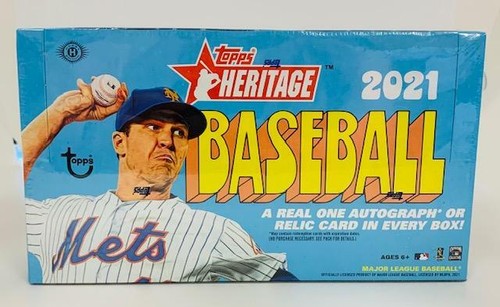 topps
HERITAGE
™
2021
BASEBALL
topps
A REAL ONE AUTOGRAPH* OR
RELIC CARD IN EVERY BOX!
Mets
AGES 6+
MAJOR LEAGUE BASEBALL